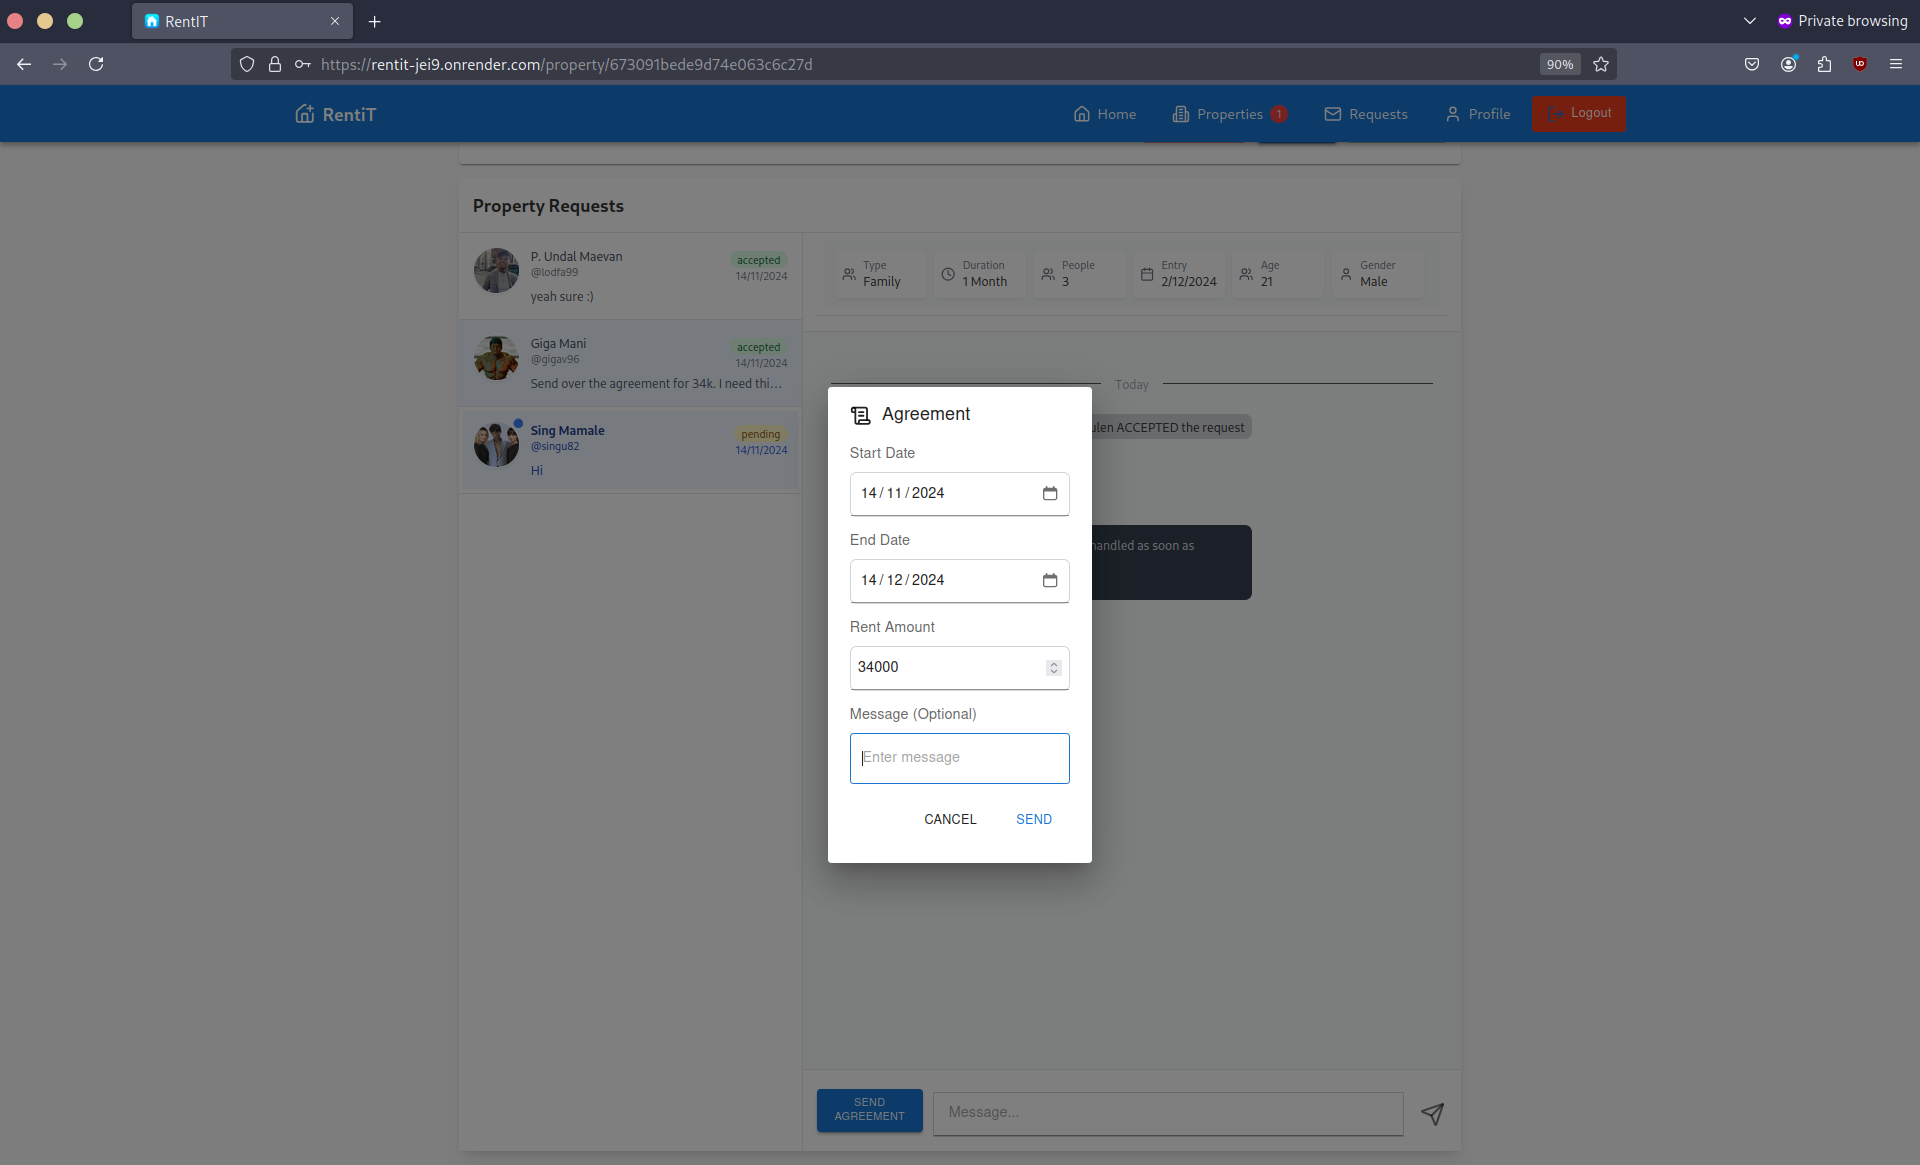 RentIT
Private browsing
https://rentit-jei9.onrender.com/property/673091bede9d74e063c6c27d
90%
RentiT
Home
Properties 1
Requests
Profile
Logout
Property Requests
P. Undal Maevan
accepted
@lodfa99
14/11/2024
yeah sure :)
Giga Mani
accepted
@gigav96
14/11/2024
Send over the agreement for 34k. I need thi...
Sing Mamale
pending
@singu82
14/11/2024
Hi
Type
Family
Duration
1 Month
People
3
Entry
2/12/2024
Age
21
Gender
Male
Today
ACCEPTED the request
handled as soon as
Agreement
Start Date
14/11/2024
End Date
14/12/2024
Rent Amount
34000
Message (Optional)
Enter message
CANCEL
SEND
SEND
AGREEMENT
Message...